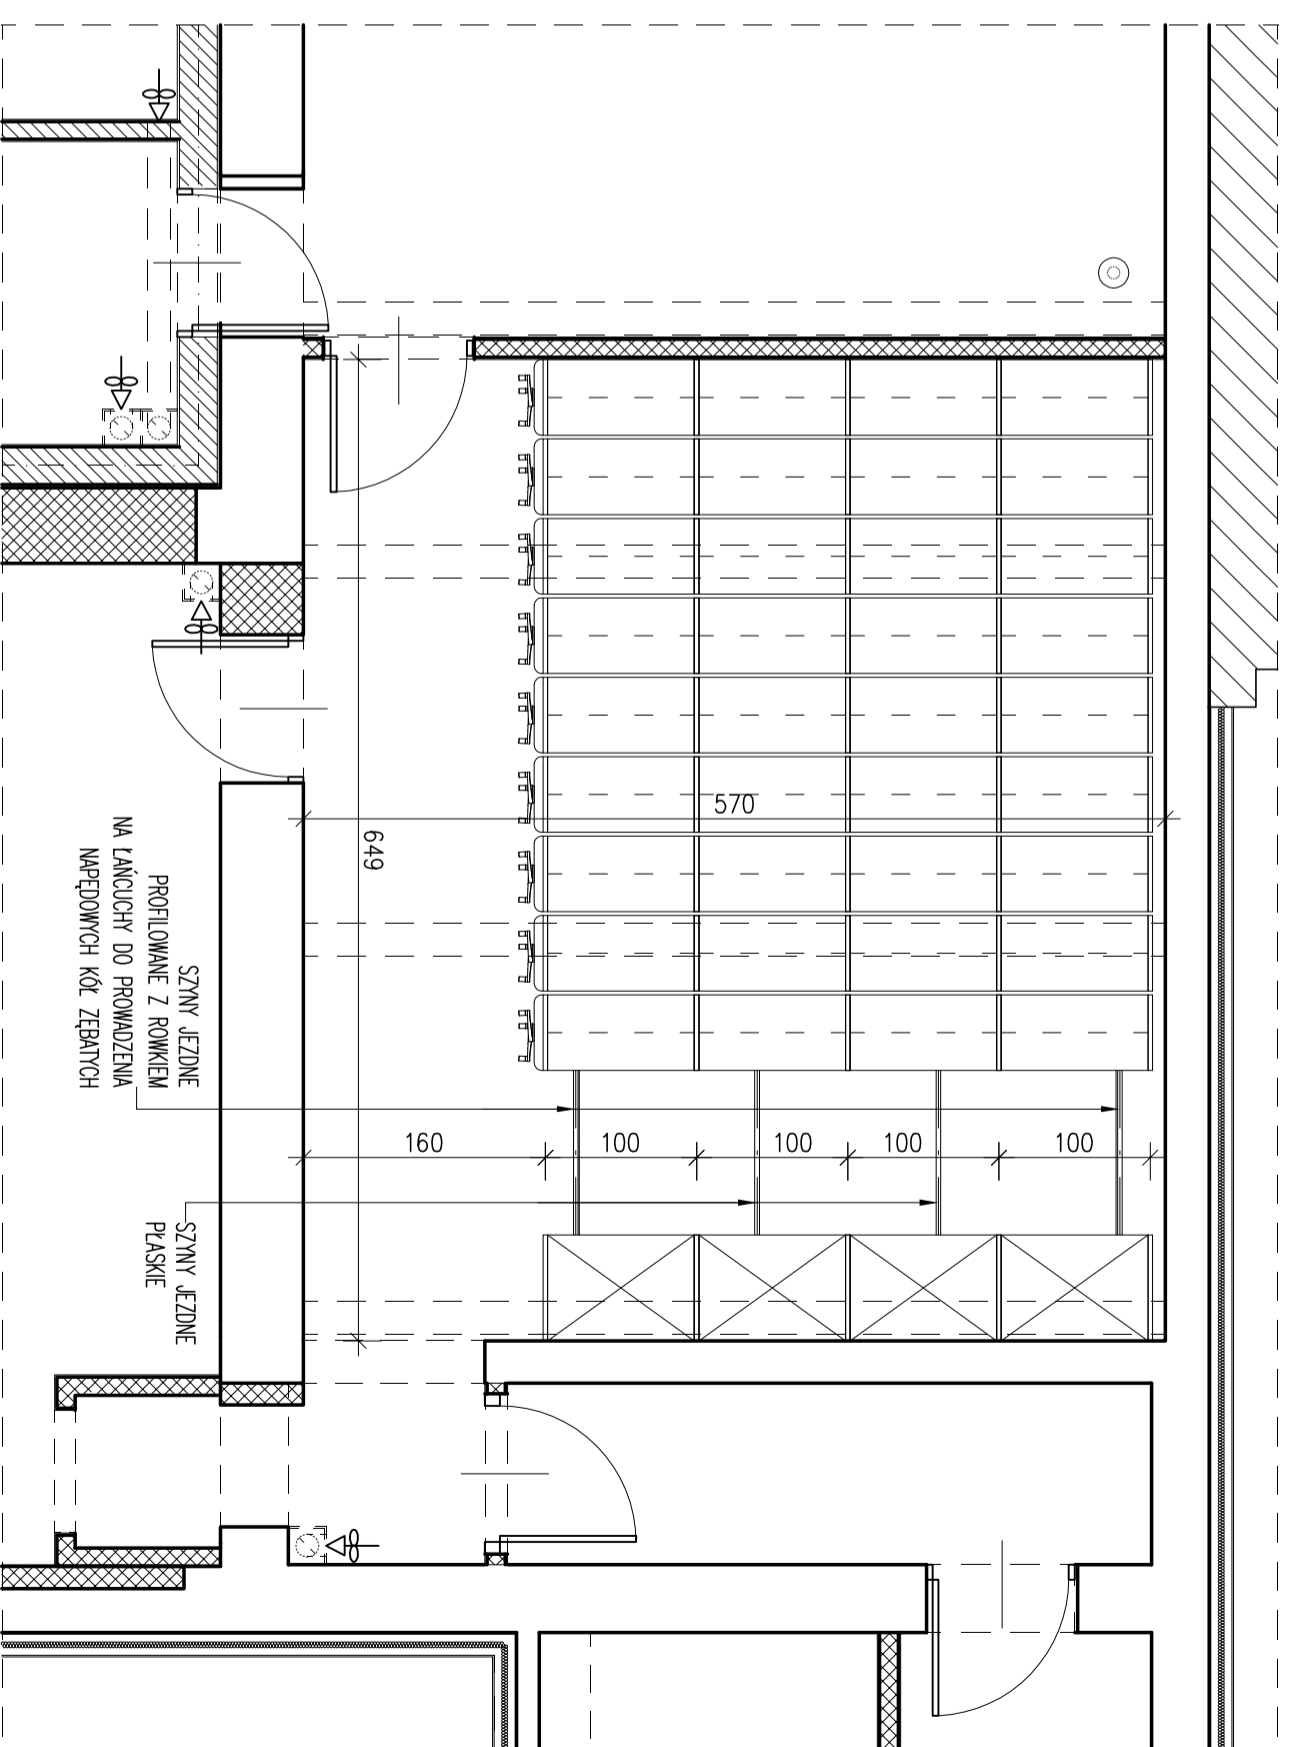 570
649
SZYNY JEZDNE
PROFILOWANE Z ROWKIEM
NA ŁAŃCUCHY DO PROWADZENIA
NAPĘDOWYCH KÓŁ ZĘBATYCH
160
100
100
100
100
SZYNY JEZDNE
PŁASKIE